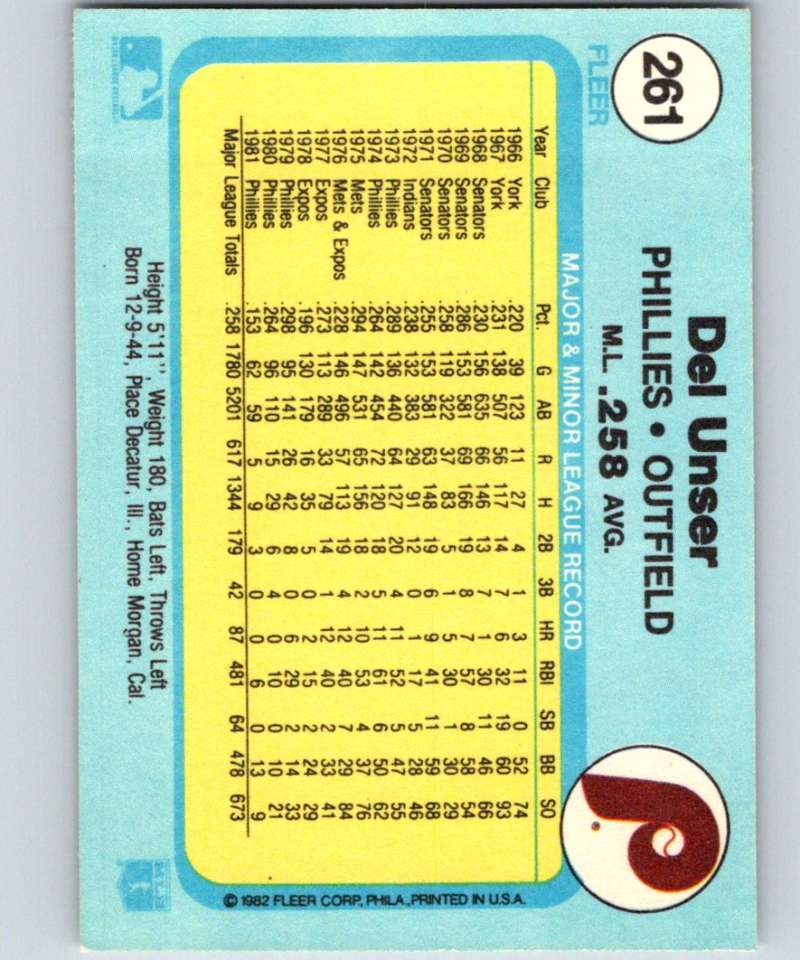 261
FLEER
Del Unser
PHILLIES • OUTFIELD
M.L. .258 AVG.
MAJOR & MINOR LEAGUE RECORD
Year Club Pct. G AB R H 2B 3B HR RBI SB BB SO
1966 York .220 39 123 11 27 4 1 3 11 0 52 74
1967 York .231 138 507 56 117 14 7 6 32 19 60 93
1968 Senators .230 156 635 66 146 13 7 1 30 11 46 66
1969 Senators .286 153 581 69 166 19 8 7 57 8 58 54
1970 Senators .258 119 322 37 83 5 1 5 30 1 30 29
1971 Senators .255 153 581 63 148 19 6 9 41 11 59 68
1972 Indians .238 132 383 29 91 12 0 1 17 5 28 46
1973 Phillies .289 136 440 64 127 20 4 11 52 5 47 55
1974 Phillies .264 142 454 72 120 18 5 11 61 6 50 62
1975 Mets .294 147 531 65 156 18 2 10 53 4 37 76
1976 Mets & Expos .228 146 496 57 113 19 4 12 40 7 29 84
1977 Expos .273 113 289 33 79 14 1 12 40 2 33 41
1978 Expos .196 130 179 16 35 5 0 2 15 2 24 29
1979 Phillies .298 95 141 26 42 8 0 6 29 2 14 33
1980 Phillies .264 96 110 15 29 6 4 0 10 0 10 21
1981 Phillies .153 62 59 5 9 3 0 0 6 0 13 9
Major League Totals .258 1780 5201 617 1344 179 42 87 481 64 478 673
Height 5'11", Weight 180, Bats Left, Throws Left
Born 12-9-44, Place Decatur, Ill., Home Morgan, Cal.
© 1982 FLEER CORP., PHILA., PRINTED IN U.S.A.